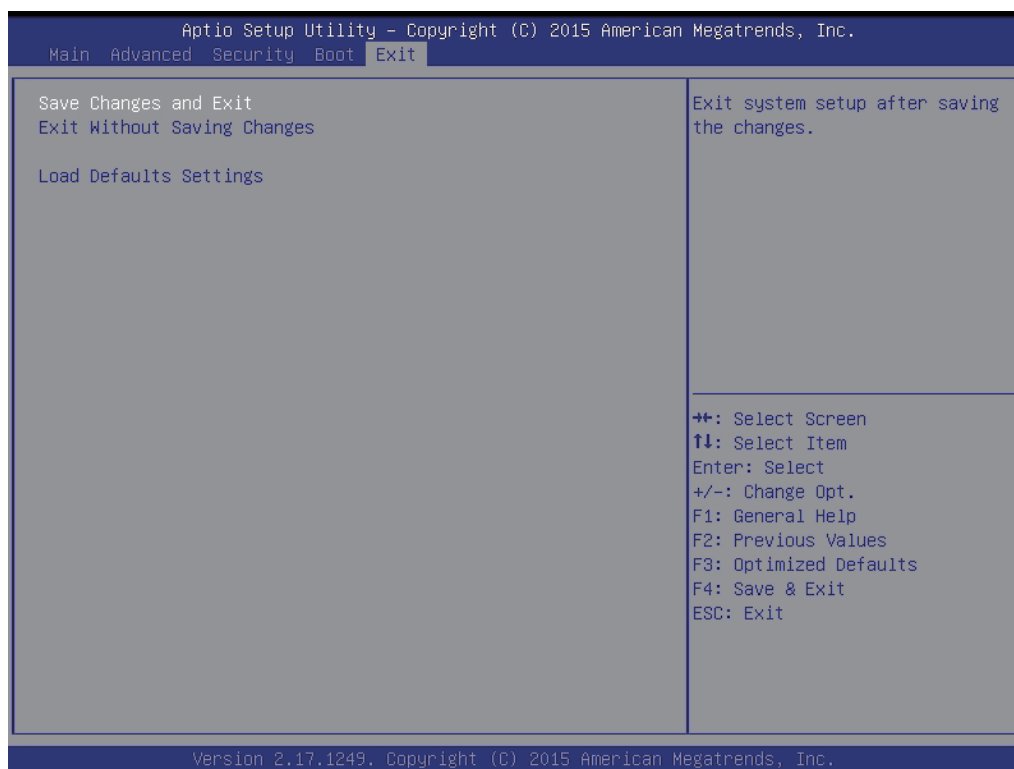 Aptio Setup Utility – Copyright (C) 2015 American Megatrends, Inc.
Main Advanced Security Boot Exit
Save Changes and Exit
Exit Without Saving Changes
Load Defaults Settings
Exit system setup after saving
the changes.
→←: Select Screen
↑↓: Select Item
Enter: Select
+/-: Change Opt.
F1: General Help
F2: Previous Values
F3: Optimized Defaults
F4: Save & Exit
ESC: Exit
Version 2.17.1249. Copyright (C) 2015 American Megatrends, Inc.